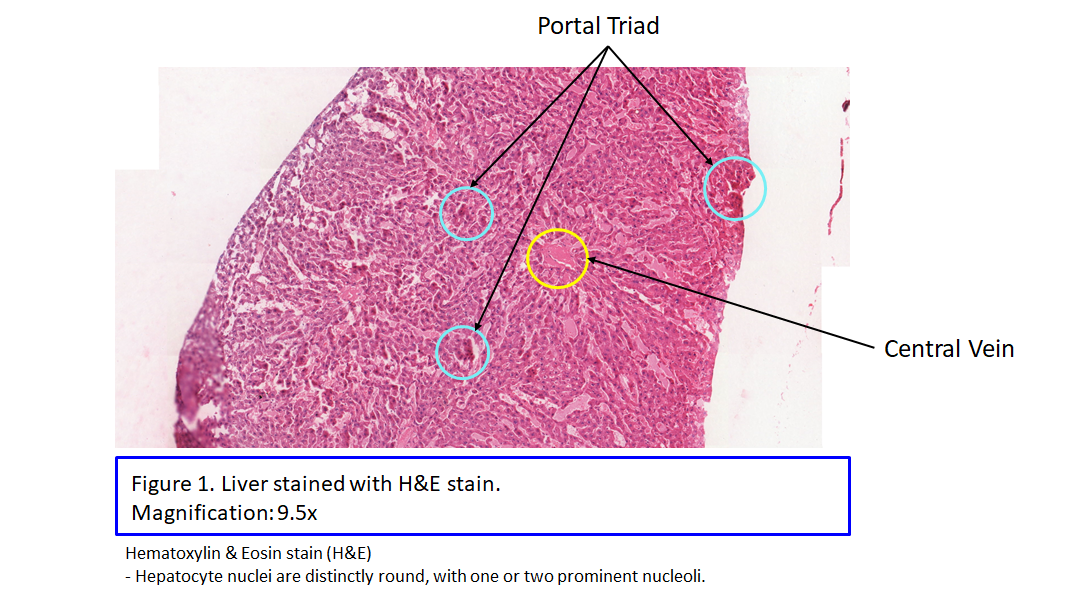 Portal Triad
Central Vein
Figure 1. Liver stained with H&E stain.
Magnification: 9.5x
Hematoxylin & Eosin stain (H&E)
- Hepatocyte nuclei are distinctly round, with one or two prominent nucleoli.